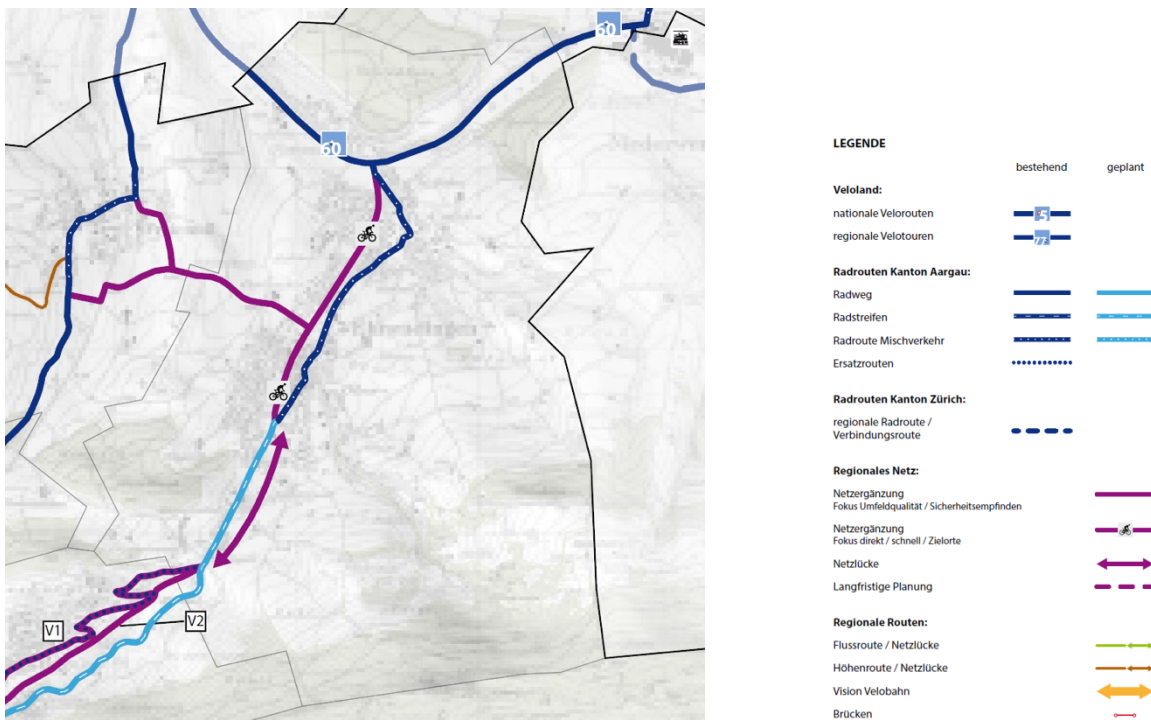 60
60
V1
V2
LEGENDE
bestehend geplant
Veloland:
nationale Velorouten 5
regionale Velotouren 77
Radrouten Kanton Aargau:
Radweg
Radstreifen
Radroute Mischverkehr
Ersatzrouten
Radrouten Kanton Zürich:
regionale Radroute /
Verbindungsroute
Regionales Netz:
Netzergänzung
Fokus Umfeldqualität / Sicherheitsempfinden
Netzergänzung
Fokus direkt / schnell / Zielorte
Netzlücke
Langfristige Planung
Regionale Routen:
Flussroute / Netzlücke
Höhenroute / Netzlücke
Vision Velobahn
Brücken